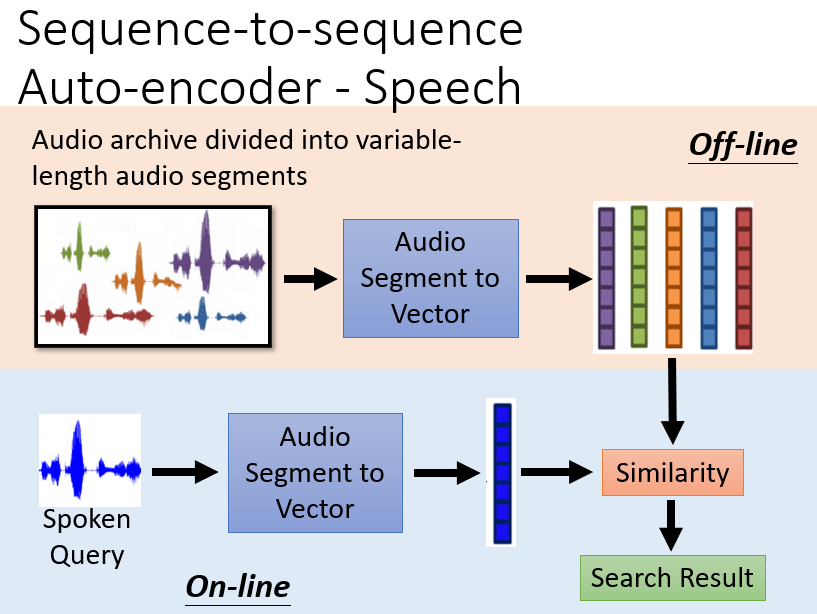 Sequence-to-sequence
Auto-encoder - Speech
Audio archive divided into variable-
length audio segments
Off-line
Audio
Segment to
Vector
Audio
Segment to
Vector
Similarity
Spoken
Query
On-line
Search Result